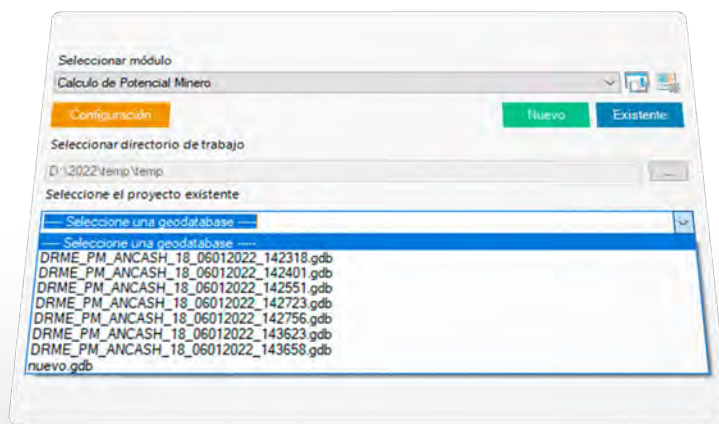 Seleccionar módulo
Calculo de Potencial Minero
Configuración Nuevo Existente
Seleccionar directorio de trabajo
D:\2022\temp\temp ...
Seleccione el proyecto existente
---- Seleccione una geodatabase ----
---- Seleccione una geodatabase ----
DRME_PM_ANCASH_18_06012022_142318.gdb
DRME_PM_ANCASH_18_06012022_142401.gdb
DRME_PM_ANCASH_18_06012022_142551.gdb
DRME_PM_ANCASH_18_06012022_142723.gdb
DRME_PM_ANCASH_18_06012022_142756.gdb
DRME_PM_ANCASH_18_06012022_143623.gdb
DRME_PM_ANCASH_18_06012022_143658.gdb
nuevo.gdb